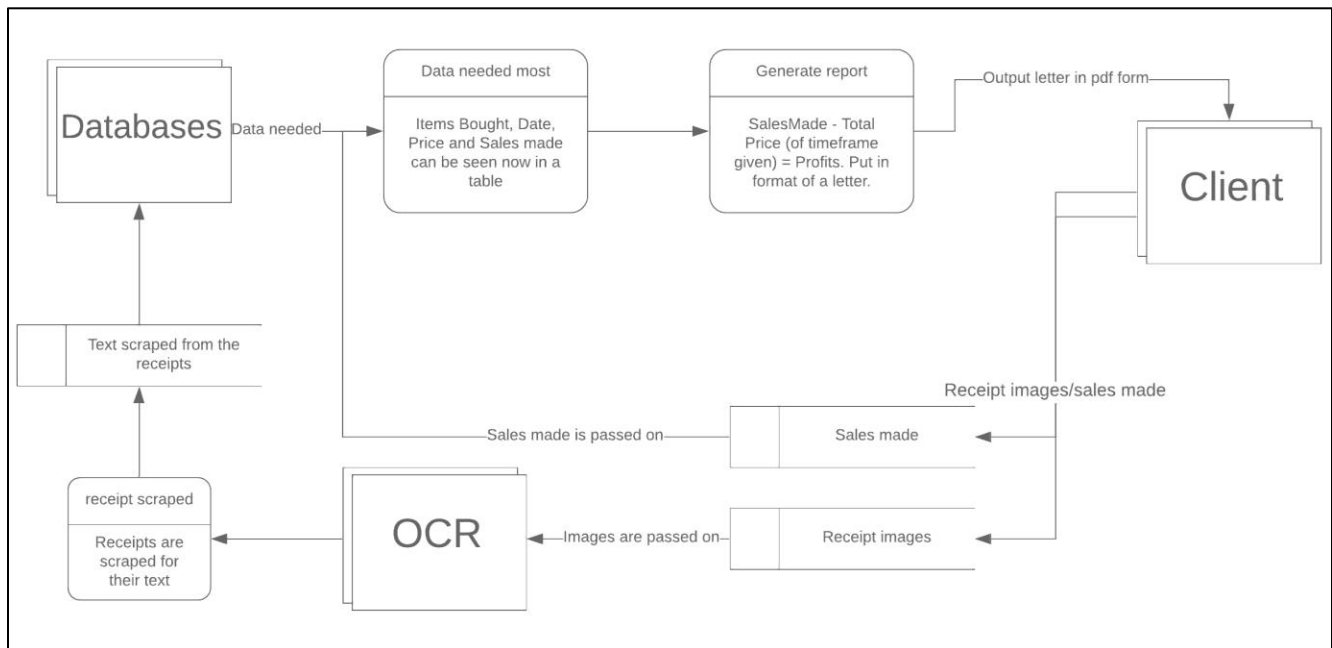 Databases
Data needed
Data needed most
Items Bought, Date,
Price and Sales made
can be seen now in a
table
Generate report
SalesMade - Total
Price (of timeframe
given) = Profits. Put in
format of a letter.
Output letter in pdf form
Client
Receipt images/sales made
Text scraped from the
receipts
Sales made is passed on
Sales made
receipt scraped
Receipts are
scraped for
their text
OCR
Images are passed on
Receipt images